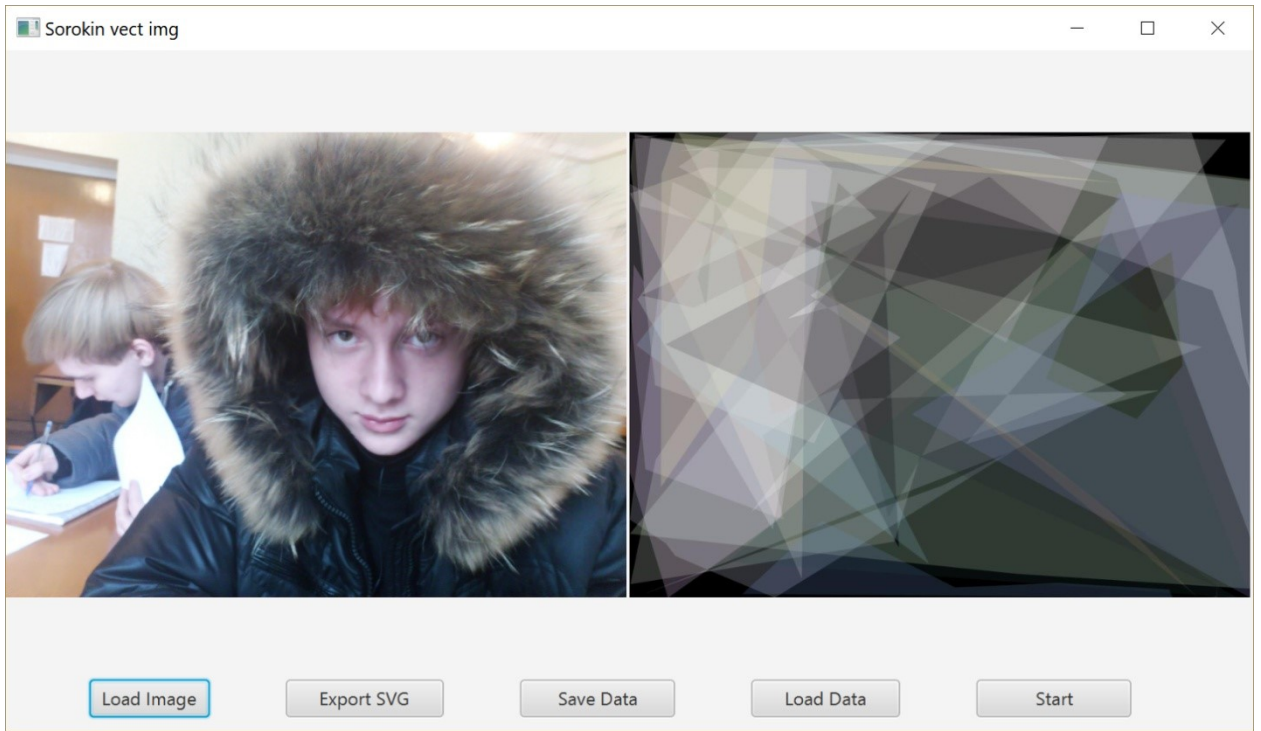 Sorokin vect img
Load Image
Export SVG
Save Data
Load Data
Start